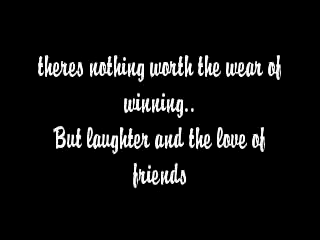 theres nothing worth the wear of
winning..
But laughter and the love of
friends